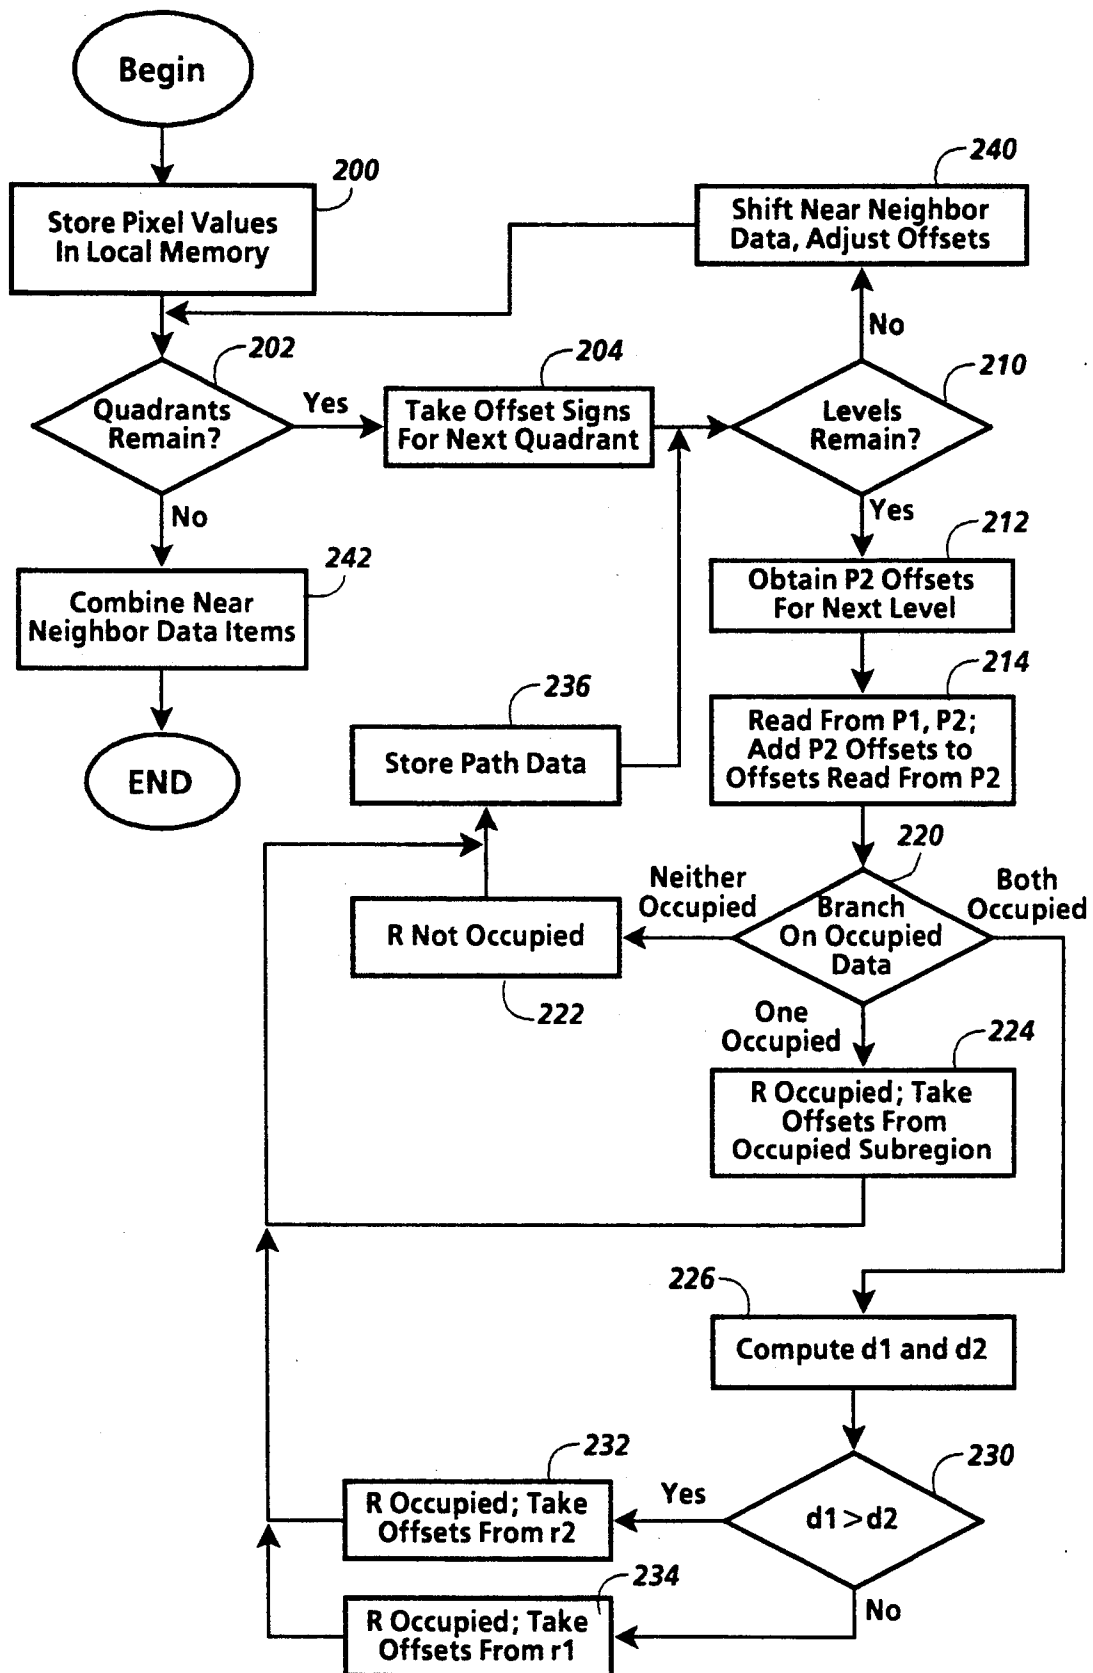 Begin
200
Store Pixel Values
In Local Memory
240
Shift Near Neighbor
Data, Adjust Offsets
No
202
Quadrants
Remain?
Yes
204
Take Offset Signs
For Next Quadrant
210
Levels
Remain?
No
Yes
242
Combine Near
Neighbor Data Items
END
212
Obtain P2 Offsets
For Next Level
214
Read From P1, P2;
Add P2 Offsets to
Offsets Read From P2
236
Store Path Data
220
Branch
On Occupied
Data
Neither
Occupied
Both
Occupied
R Not Occupied
222
One
Occupied
224
R Occupied; Take
Offsets From
Occupied Subregion
226
Compute d1 and d2
230
d1>d2
Yes
232
R Occupied; Take
Offsets From r2
No
234
R Occupied; Take
Offsets From r1